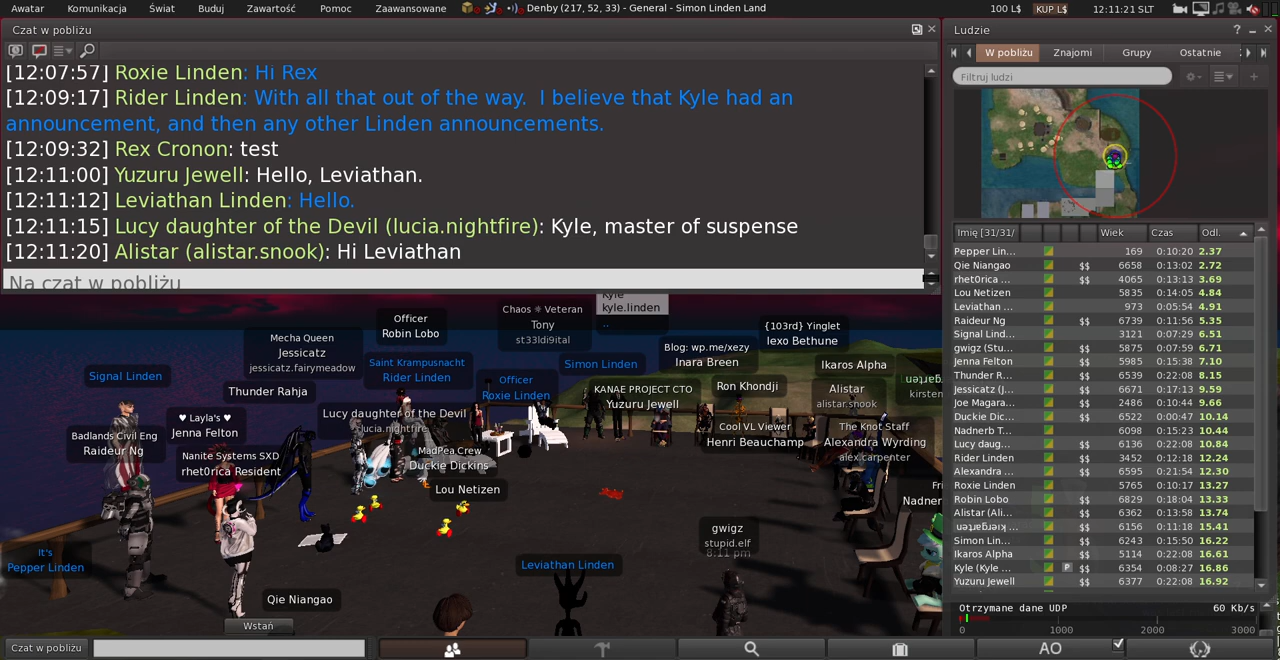 Awatar Komunikacja Świat Buduj Zawartość Pomoc Zaawansowane Denby (217, 52, 33) - General - Simon Linden Land 100 L$ KUP L$ 12:11:21 SLT
Czat w pobliżu
[12:07:57] Roxie Linden: Hi Rex
[12:09:17] Rider Linden: With all that out of the way. I believe that Kyle had an
announcement, and then any other Linden announcements.
[12:09:32] Rex Cronon: test
[12:11:00] Yuzuru Jewell: Hello, Leviathan.
[12:11:12] Leviathan Linden: Hello.
[12:11:15] Lucy daughter of the Devil (lucia.nightfire): Kyle, master of suspense
[12:11:20] Alistar (alistar.snook): Hi Leviathan
Na czat w pobliżu
Ludzie
W pobliżu Znajomi Grupy Ostatnie
Filtruj ludzi
Imię [31/31/ Wiek Czas Odl.
Pepper Lin... 169 0:10:20 2.37
Qie Niangao $$ 6658 0:13:02 2.72
rhet0rica ... $$ 4065 0:13:13 3.69
Lou Netizen 5835 0:14:05 4.84
Leviathan ... 973 0:05:54 4.91
Raideur Ng $$ 6739 0:11:56 5.35
Signal Lind... 3121 0:07:29 6.51
gwigz (Stu... $$ 5875 0:07:59 6.71
Jenna Felton $$ 5985 0:15:38 7.10
Thunder R... $$ 6539 0:22:08 8.15
Jessicatz (J... $$ 6671 0:17:13 9.59
Joe Magara... $$ 2486 0:10:44 9.66
Duckie Dic... $$ 6522 0:00:47 10.14
Nadnerb T... 6098 0:15:23 10.44
Lucy daug... $$ 6136 0:22:08 10.84
Rider Linden $$ 3452 0:12:18 12.24
Alexandra ... $$ 6595 0:21:54 12.30
Roxie Linden 5765 0:10:17 13.27
Robin Lobo $$ 6829 0:18:04 13.33
Alistar (Ali... $$ 6362 0:13:58 13.74
$$ 6156 0:11:18 15.41
Simon Lin... $$ 6243 0:15:50 16.22
Ikaros Alpha $$ 5114 0:22:08 16.61
Kyle (Kyle ... P $$ 6354 0:08:27 16.86
Yuzuru Jewell $$ 6377 0:22:08 16.92
Otrzymane dane UDP 60 Kb/s
0 1000 2000 3000
Kyle
kyle.linden
..
Chaos ☼ Veteran
Tony
st33ldi9ital
Officer
Robin Lobo
{103rd} Yinglet
Iexo Bethune
Mecha Queen
Jessicatz
jessicatz.fairymeadow
Blog: wp.me/xezy
Inara Breen
Saint Krampusnacht
Rider Linden
Simon Linden
Ikaros Alpha
Signal Linden
Officer
Roxie Linden
Thunder Rahja
KANAE PROJECT CTO
Yuzuru Jewell
Ron Khondji
Alistar
alistar.snook
kirsten
♥ Layla's ♥
Jenna Felton
Lucy daughter of the Devil
lucia.nightfire
Badlands Civil Eng
Raideur Ng
Cool VL Viewer
Henri Beauchamp
The Knot Staff
Alexandra Wyrding
alex.carpenter
Nanite Systems SXD
rhet0rica Resident
MadPea Crew
Duckie Dickins
Lou Netizen
Fri
Nadner
gwigz
stupid.elf
8:11 pm
It's
Pepper Linden
Leviathan Linden
Qie Niangao
Wstań
Czat w pobliżu AO